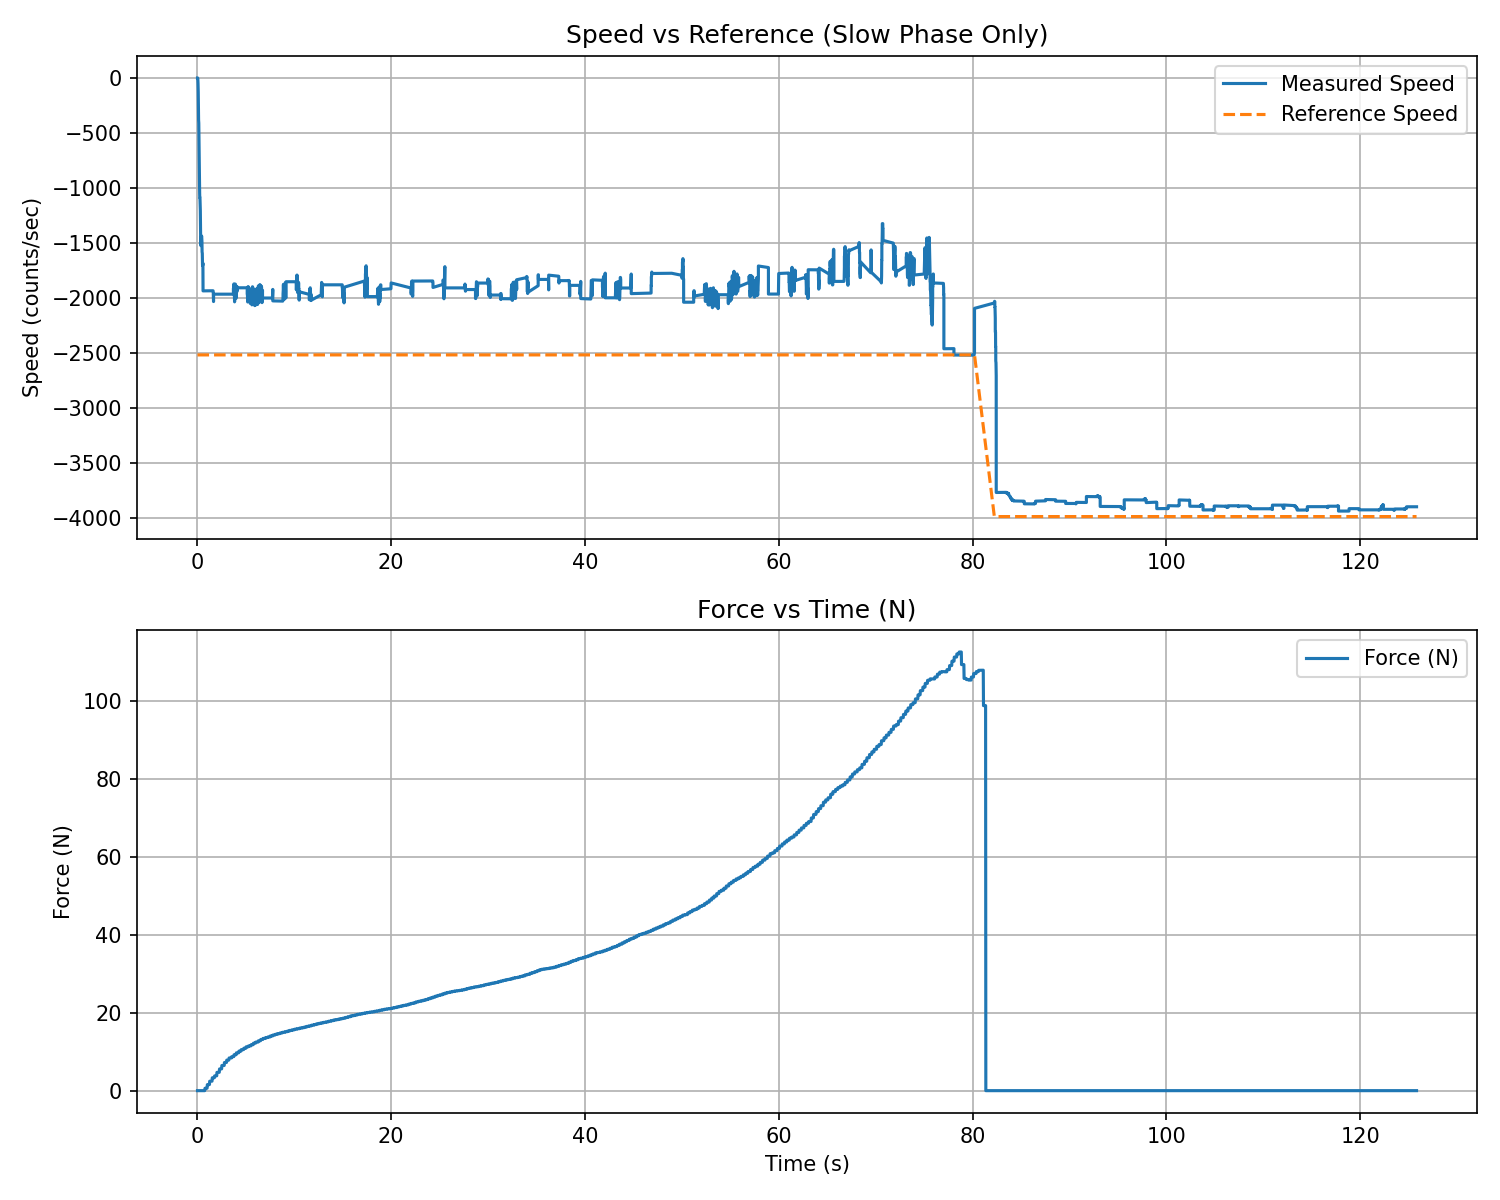 Speed vs Reference (Slow Phase Only)
Speed (counts/sec)
0
−500
−1000
−1500
−2000
−2500
−3000
−3500
−4000
Measured Speed
Reference Speed
0 20 40 60 80 100 120
Force vs Time (N)
Force (N)
100
80
60
40
20
0
Force (N)
0 20 40 60 80 100 120
Time (s)